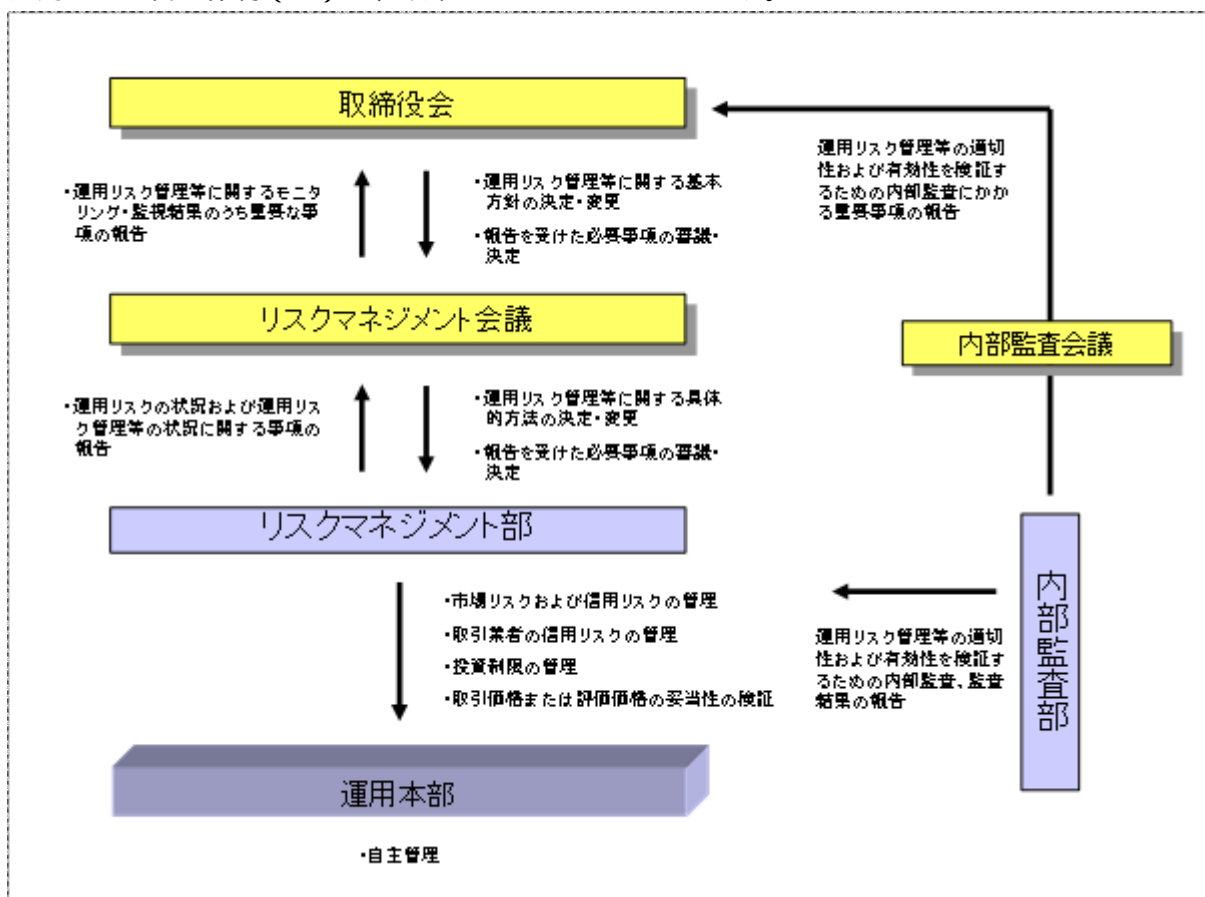 取締役会
・運用リスク管理等に関するモニタ
リング・監視結果のうち重要な事
項の報告
・運用リスク管理等に関する基本
方針の決定・変更
・報告を受けた必要事項の審議・
決定
運用リスク管理等の適切
性および有効性を検証す
るための内部監査にかか
る重要事項の報告
リスクマネジメント会議
内部監査会議
・運用リスクの状況および運用リス
ク管理等の状況に関する事項の
報告
・運用リスク管理等に関する具体
的方法の決定・変更
・報告を受けた必要事項の審議・
決定
リスクマネジメント部
・市場リスクおよび信用リスクの管理
・取引業者の信用リスクの管理
・投資制限の管理
・取引価格または評価価格の妥当性の検証
運用リスク管理等の適切
性および有効性を検証す
るための内部監査、監査
結果の報告
内部監査部
運用本部
・自主管理